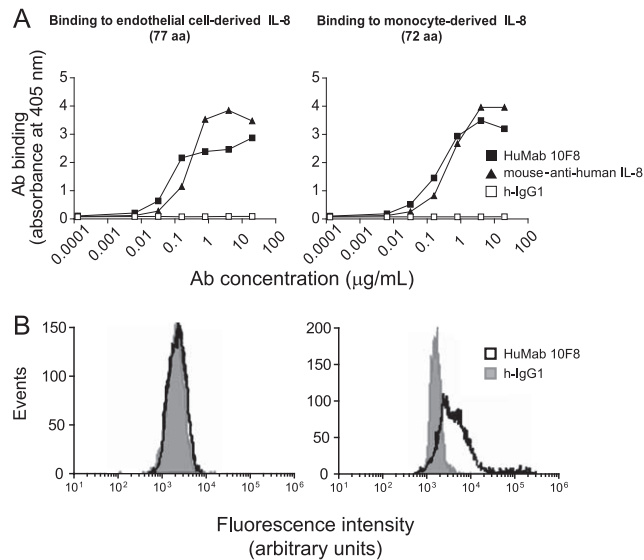 A
Binding to endothelial cell-derived IL-8
(77 aa)
Binding to monocyte-derived IL-8
(72 aa)
Ab binding
(absorbance at 405 nm)
5
4
3
2
1
0
0.0001
0.001
0.01
0.1
1
10
100
5
4
3
2
1
0
0.0001
0.001
0.01
0.1
1
10
100
HuMab 10F8
mouse-anti-human IL-8
h-IgG1
Ab concentration (μg/mL)
B
Events
150
100
50
0
10¹
10²
10³
10⁴
10⁵
10⁶
200
150
100
50
0
10¹
10²
10³
10⁴
10⁵
10⁶
HuMab 10F8
h-IgG1
Fluorescence intensity
(arbitrary units)